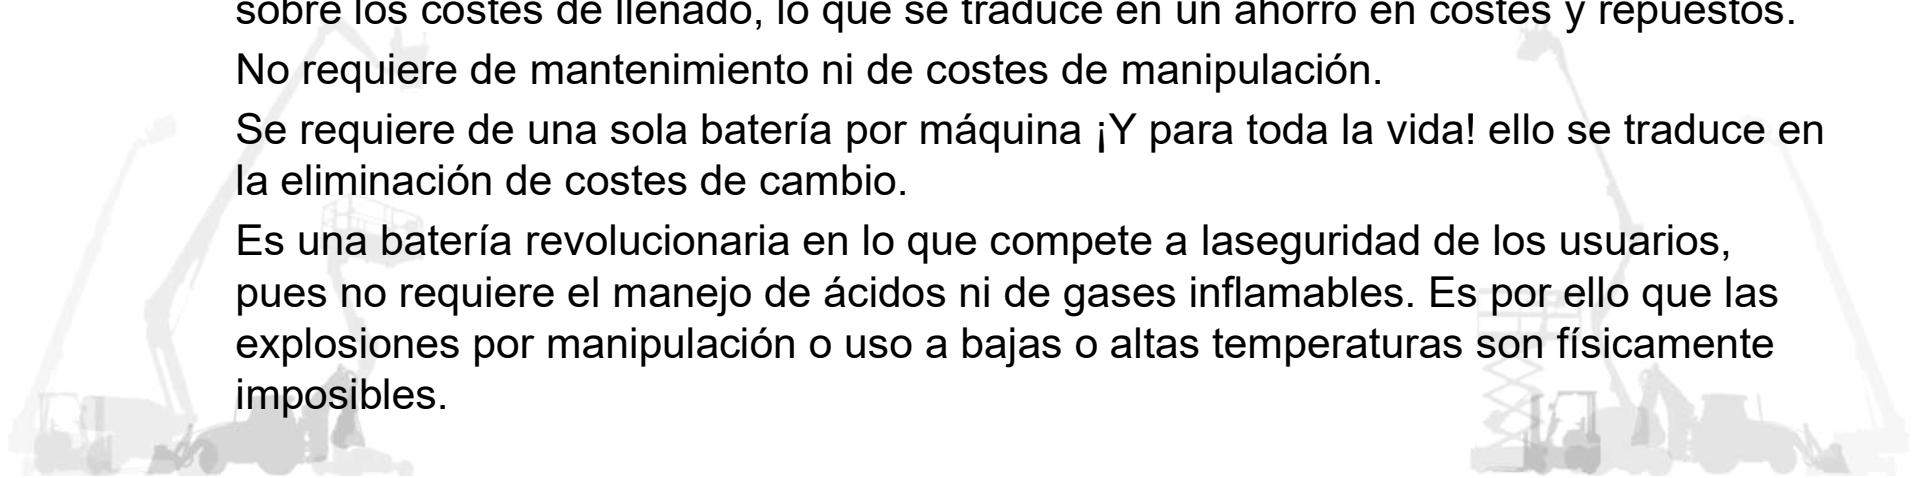 sobre los costes de llenado, lo que se traduce en un ahorro en costes y repuestos.
No requiere de mantenimiento ni de costes de manipulación.
Se requiere de una sola batería por máquina ¡Y para toda la vida! ello se traduce en
la eliminación de costes de cambio.
Es una batería revolucionaria en lo que compete a laseguridad de los usuarios,
pues no requiere el manejo de ácidos ni de gases inflamables. Es por ello que las
explosiones por manipulación o uso a bajas o altas temperaturas son físicamente
imposibles.